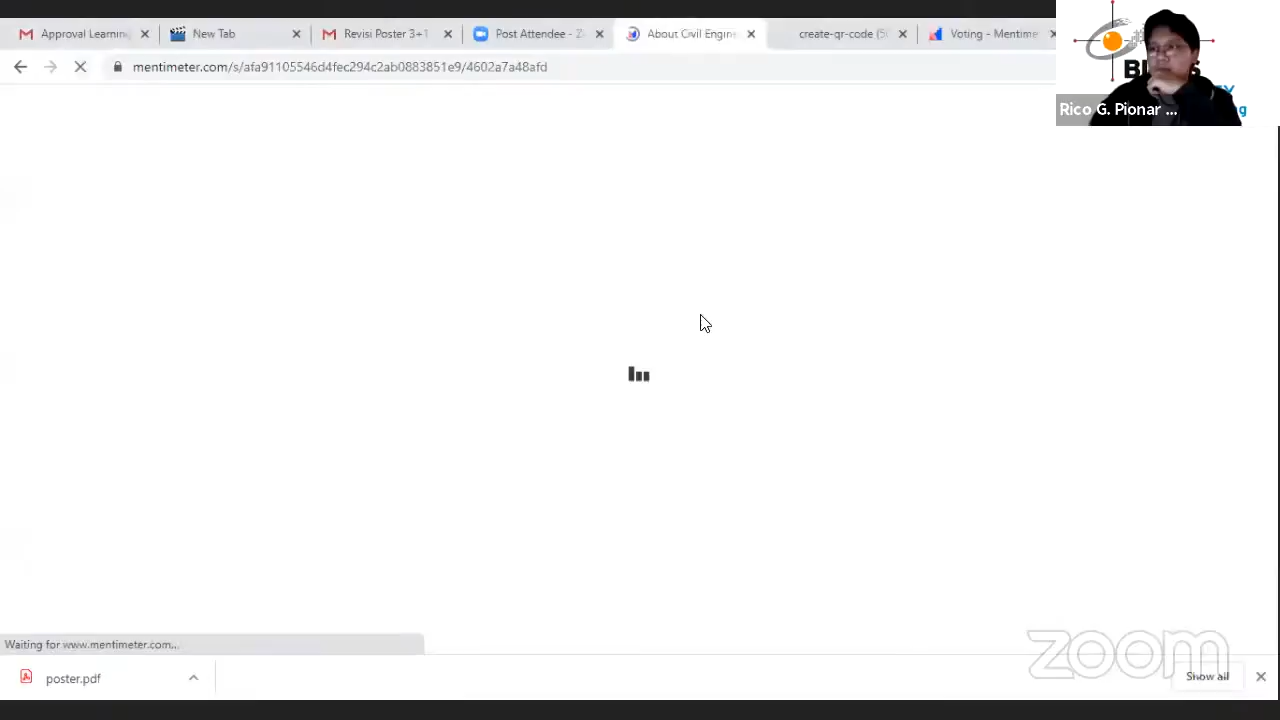 Approval Learning
New Tab
Revisi Poster 3+1
Post Attendee - Z
About Civil Engine
create-qr-code (50
Voting - Mentime
mentimeter.com/s/afa91105546d4fec294c2ab0883851e9/4602a7a48afd
Rico G. Pionar ...
Waiting for www.mentimeter.com...
poster.pdf
Show all
zoom